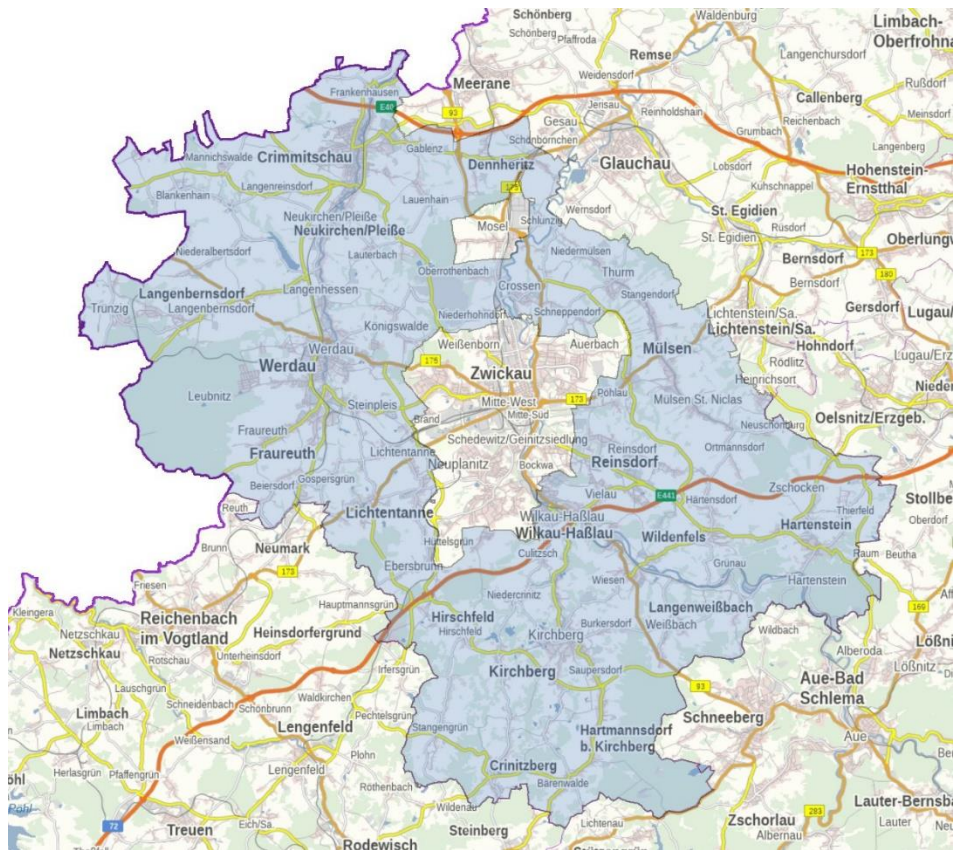 Schönberg
Schönberg
Pfaffroda
Waldenburg
Limbach-
Oberfrohna
Remse
Langenchursdorf
Meerane
Weidensdorf
Rußdorf
Frankenhausen
Callenberg
E40
93
Jerisau
Reinholdshain
Meinsdorf
Gesau
Reichenbach
Grumbach
Crimmitschau
Gablenz
Schönbörnchen
Langenberg
Mannichswalde
Dennheritz
Glauchau
Lobsdorf
Hohenstein-
Ernstthal
Blankenhain
Langenreinsdorf
Kuhschnappel
Lauenhain
Wernsdorf
St. Egidien
Neukirchen/Pleiße
Neukirchen/Pleiße
Mosel
Schlunzig
Rüsdorf
St. Egidien
Oberlungw
Niederalbertsdorf
Lauterbach
Niedermülsen
Bernsdorf
173
Oberrothenbach
Thurm
180
Langenbernsdorf
Langenhessen
Crossen
Stangendorf
Bernsdorf
Gersdorf
Trünzig
Langenbernsdorf
Niederhohndorf
Schneppendorf
Lichtenstein/Sa.
Lichtenstein/Sa.
Lugau/
Königswalde
Weißenborn
Auerbach
Hohndorf
Werdau
Werdau
175
Zwickau
Mülsen
Rödlitz
Lugau/Erz
Heinrichsort
Leubnitz
Pöhlau
Niede
Steinpleis
Mitte-West
173
Mülsen St. Niclas
Oelsnitz/Erzgeb.
Brand
Mitte-Süd
Neuschönburg
Fraureuth
Schedewitz/Geinitzsiedlung
Reinsdorf
Ortmannsdorf
Fraureuth
Lichtentanne
Neuplanitz
Bockwa
Reinsdorf
Gospersgrün
Beiersdorf
Vielau
E441
Härtensdorf
Zschocken
Stollbe
Reuth
Lichtentanne
Wilkau-Haßlau
Wilkau-Haßlau
Thierfeld
Oberdorf
Hüttelsgrün
Wildenfels
Hartenstein
Neumark
Brunn
Culitzsch
Raum
Beutha
173
Ebersbrunn
Grünau
Friesen
Wiesen
Hartenstein
Kleingera
Hauptmannsgrün
Niedercrinitz
Langenweißbach
169
Reichenbach
im Vogtland
Hirschfeld
Hirschfeld
Burkersdorf
Weißbach
Netzschkau
Netzschkau
Heinsdorfergrund
Kirchberg
Wildbach
Lößni
Rotschau
Unterheinsdorf
Alberoda
Irfersgrün
Kirchberg
Saupersdorf
Lößnitz
Lauschgrün
Waldkirchen
93
Aue-Bad
Schlema
Limbach
Limbach
Schneidenbach
Schönbrunn
Pechtelsgrün
Schneeberg
Lengenfeld
Stangengrün
Hartmannsdorf
b. Kirchberg
Weißensand
Aue
Plohn
Herlasgrün
Pfaffengrün
Lengenfeld
Crinitzberg
Röthenbach
Bärenwalde
Lauter-Bernsba
Pöhl
Wildenau
283
72
Treuen
Eich/Sa.
Steinberg
Lichtenau
Zschorlau
Albernau
Lauter
Rodewisch